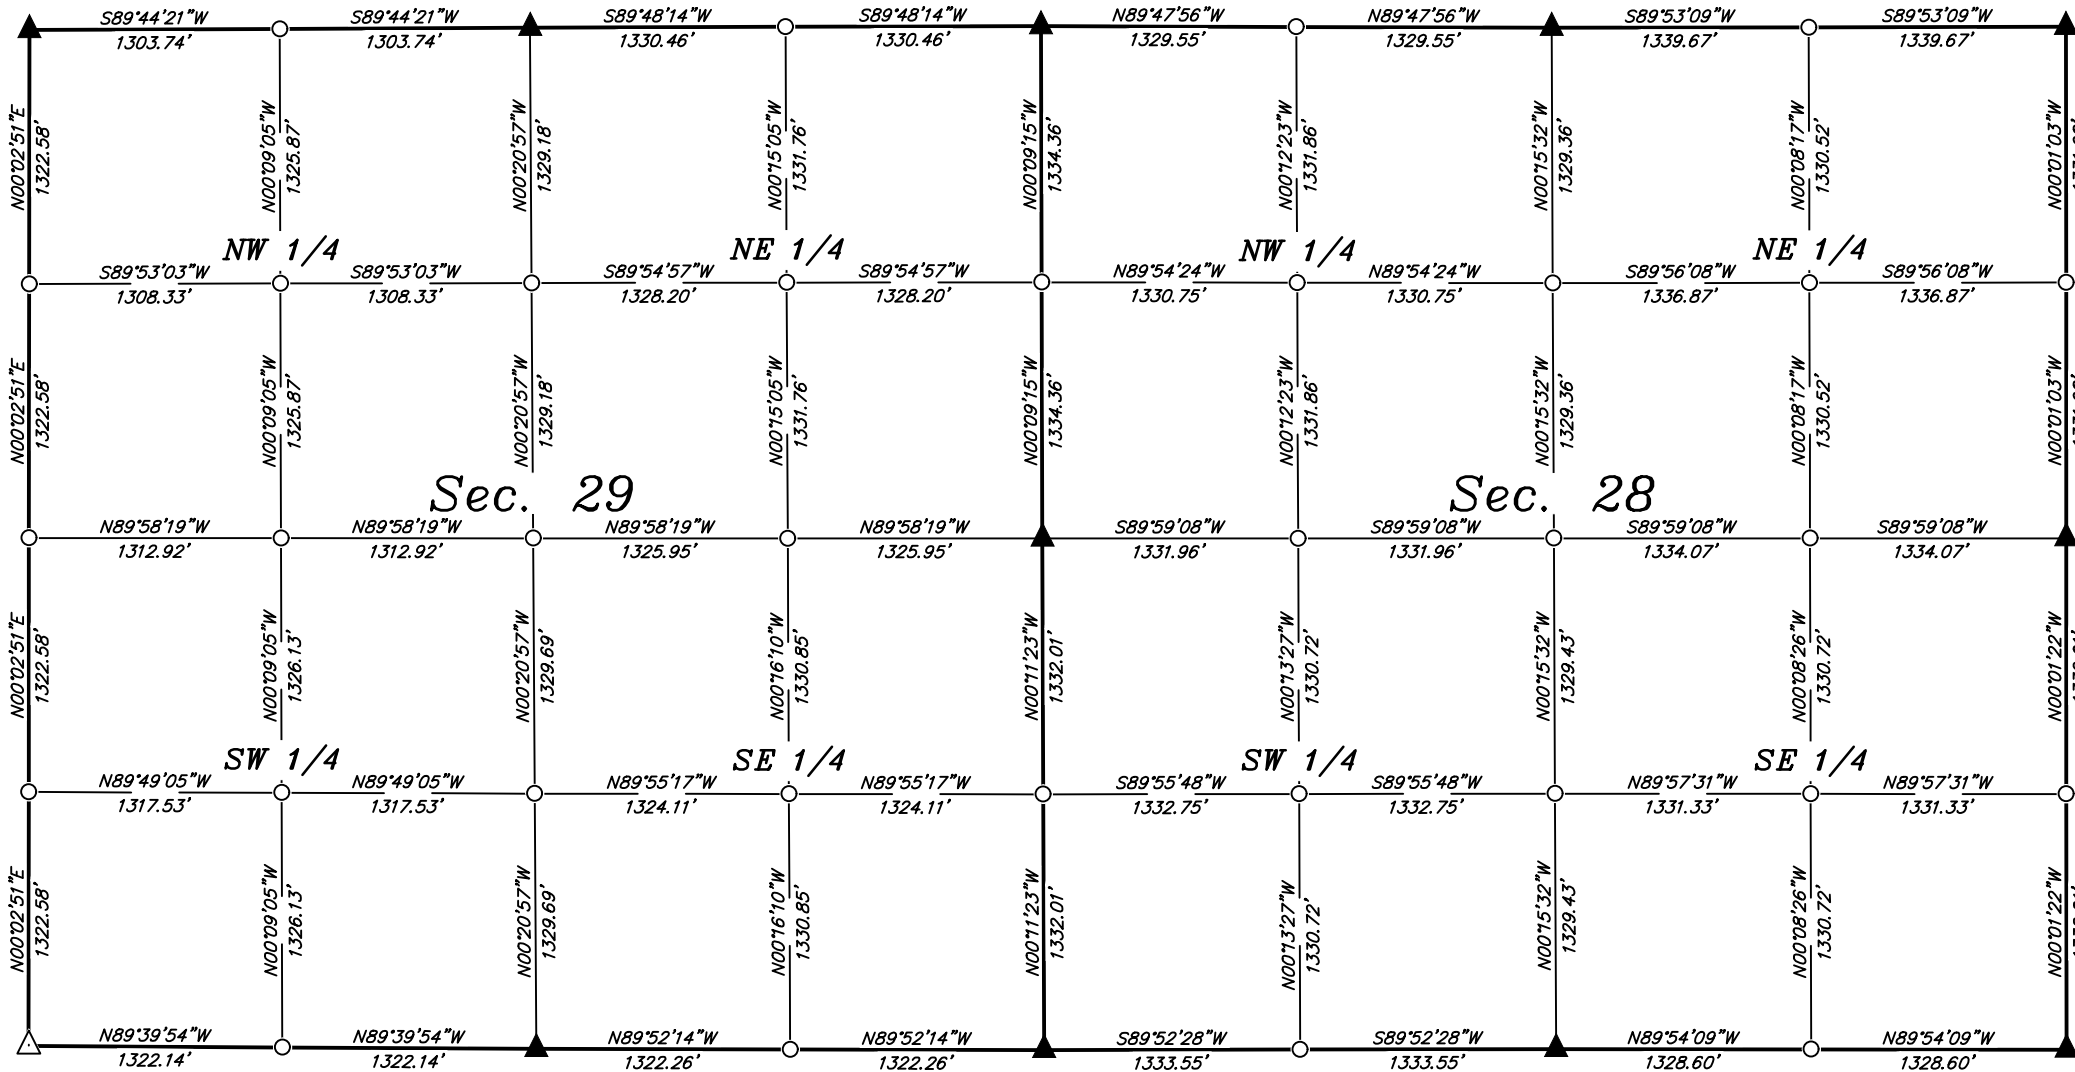 S89°44'21"W S89°44'21"W S89°48'14"W S89°48'14"W N89°47'56"W N89°47'56"W S89°53'09"W S89°53'09"W
1303.74' 1303.74' 1330.46' 1330.46' 1329.55' 1329.55' 1339.67' 1339.67'
N00°02'51"E N00°09'05"W N00°20'57"W N00°15'05"W N00°09'15"W N00°12'23"W N00°15'32"W N00°08'17"W N00°01'03"W
1322.58' 1325.87' 1329.18' 1331.76' 1334.36' 1331.86' 1329.36' 1330.52'
NW 1/4 NE 1/4 NW 1/4 NE 1/4
S89°53'03"W S89°53'03"W S89°54'57"W S89°54'57"W N89°54'24"W N89°54'24"W S89°56'08"W S89°56'08"W
1308.33' 1308.33' 1328.20' 1328.20' 1330.75' 1330.75' 1336.87' 1336.87'
N00°02'51"E N00°09'05"W N00°20'57"W N00°15'05"W N00°09'15"W N00°12'23"W N00°15'32"W N00°08'17"W N00°01'03"W
1322.58' 1325.87' 1329.18' 1331.76' 1334.36' 1331.86' 1329.36' 1330.52'
Sec. 29 Sec. 28
N89°58'19"W N89°58'19"W N89°58'19"W N89°58'19"W S89°59'08"W S89°59'08"W S89°59'08"W S89°59'08"W
1312.92' 1312.92' 1325.95' 1325.95' 1331.96' 1331.96' 1334.07' 1334.07'
N00°02'51"E N00°09'05"W N00°20'57"W N00°16'10"W N00°11'23"W N00°13'27"W N00°15'32"W N00°08'26"W N00°01'22"W
1322.58' 1326.13' 1329.69' 1330.85' 1332.01' 1330.72' 1329.43' 1330.72'
SW 1/4 SE 1/4 SW 1/4 SE 1/4
N89°49'05"W N89°49'05"W N89°55'17"W N89°55'17"W S89°55'48"W S89°55'48"W N89°57'31"W N89°57'31"W
1317.53' 1317.53' 1324.11' 1324.11' 1332.75' 1332.75' 1331.33' 1331.33'
N00°02'51"E N00°09'05"W N00°20'57"W N00°16'10"W N00°11'23"W N00°13'27"W N00°15'32"W N00°08'26"W N00°01'22"W
1322.58' 1326.13' 1329.69' 1330.85' 1332.01' 1330.72' 1329.43' 1330.72'
N89°39'54"W N89°39'54"W N89°52'14"W N89°52'14"W S89°52'28"W S89°52'28"W N89°54'09"W N89°54'09"W
1322.14' 1322.14' 1322.26' 1322.26' 1333.55' 1333.55' 1328.60' 1328.60'